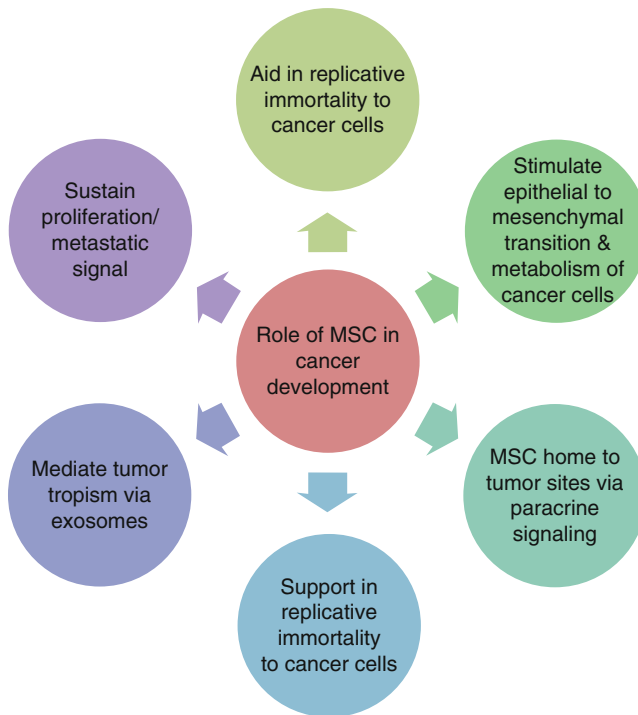 Aid in replicative
immortality to
cancer cells
Stimulate
epithelial to
mesenchymal
transition &
metabolism of
cancer cells
MSC home to
tumor sites via
paracrine
signaling
Support in
replicative
immortality
to cancer cells
Mediate tumor
tropism via
exosomes
Sustain
proliferation/
metastatic
signal
Role of MSC in
cancer
development